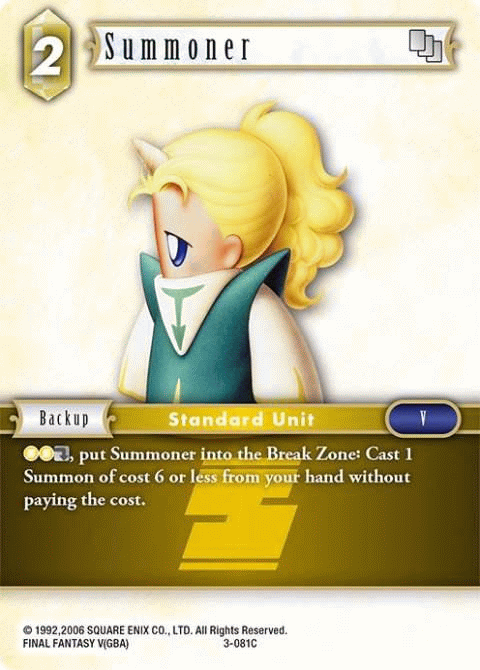 2
Summoner
Backup
Standard Unit
V
, put Summoner into the Break Zone: Cast 1
Summon of cost 6 or less from your hand without
paying the cost.
© 1992,2006 SQUARE ENIX CO., LTD. All Rights Reserved.
FINAL FANTASY V(GBA)
3-081C